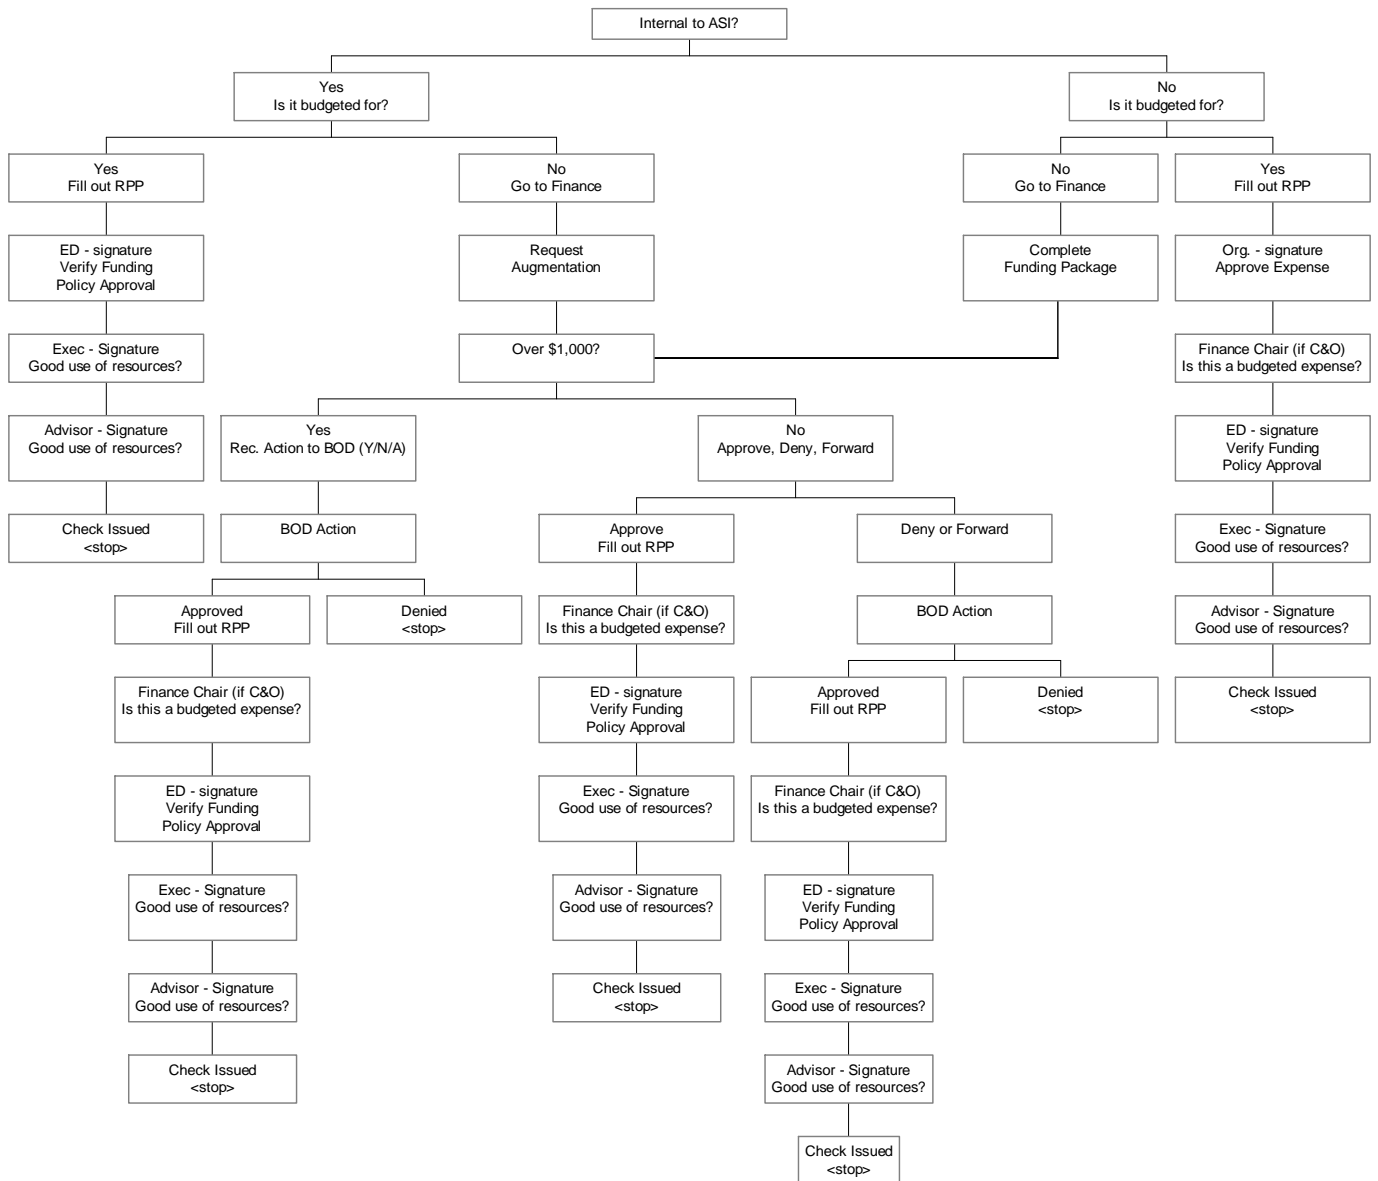 Internal to ASI?
Yes
Is it budgeted for?
No
Is it budgeted for?
Yes
Fill out RPP
No
Go to Finance
No
Go to Finance
Yes
Fill out RPP
ED - signature
Verify Funding
Policy Approval
Request
Augmentation
Complete
Funding Package
Org. - signature
Approve Expense
Exec - Signature
Good use of resources?
Over $1,000?
Finance Chair (if C&O)
Is this a budgeted expense?
Advisor - Signature
Good use of resources?
Yes
Rec. Action to BOD (Y/N/A)
No
Approve, Deny, Forward
ED - signature
Verify Funding
Policy Approval
Check Issued
<stop>
BOD Action
Approve
Fill out RPP
Deny or Forward
Exec - Signature
Good use of resources?
Approved
Fill out RPP
Denied
<stop>
Finance Chair (if C&O)
Is this a budgeted expense?
BOD Action
Advisor - Signature
Good use of resources?
Finance Chair (if C&O)
Is this a budgeted expense?
ED - signature
Verify Funding
Policy Approval
Approved
Fill out RPP
Denied
<stop>
Check Issued
<stop>
ED - signature
Verify Funding
Policy Approval
Exec - Signature
Good use of resources?
Finance Chair (if C&O)
Is this a budgeted expense?
Exec - Signature
Good use of resources?
Advisor - Signature
Good use of resources?
ED - signature
Verify Funding
Policy Approval
Advisor - Signature
Good use of resources?
Check Issued
<stop>
Exec - Signature
Good use of resources?
Check Issued
<stop>
Advisor - Signature
Good use of resources?
Check Issued
<stop>